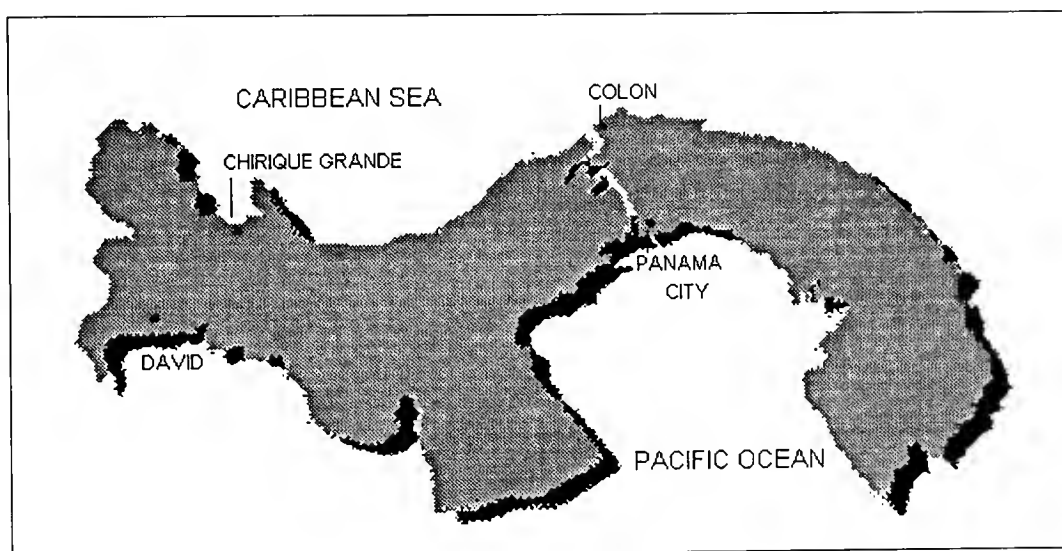 COLON
CARIBBEAN SEA
CHIRIQUE GRANDE
PANAMA
CITY
DAVID
PACIFIC OCEAN